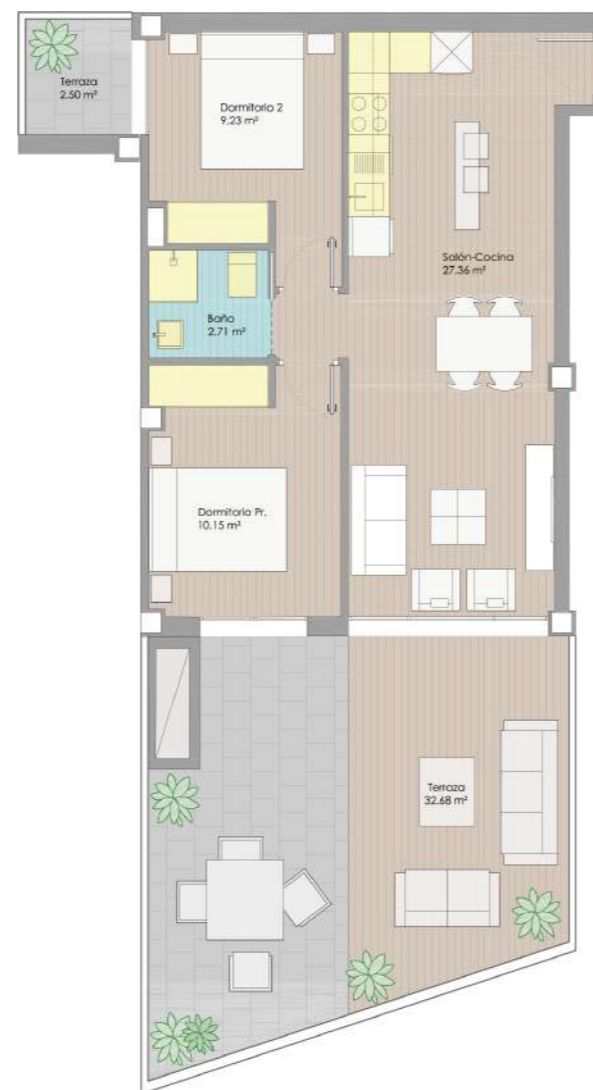 Terraza
2.50 m²
Dormitorio 2
9.23 m²
Salón-Cocina
27.36 m²
Baño
2.71 m²
Dormitorio Pr.
10.15 m²
Terraza
32.68 m²